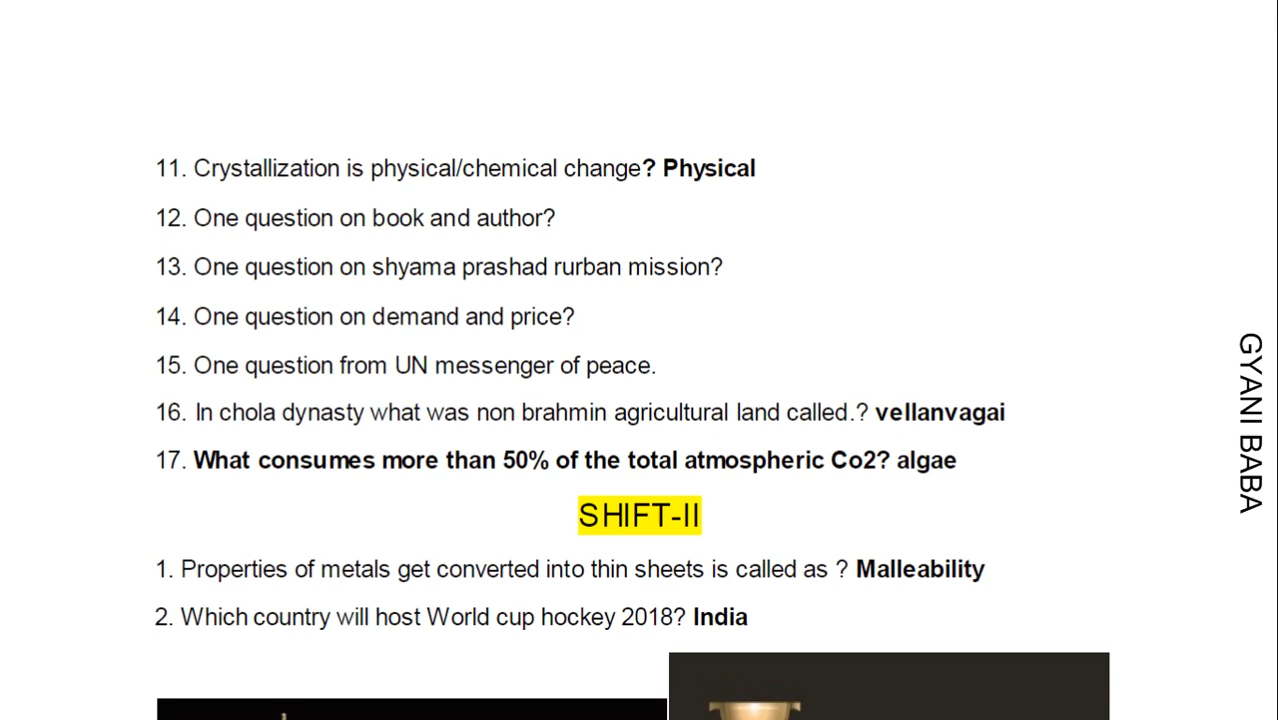 11. Crystallization is physical/chemical change? Physical
12. One question on book and author?
13. One question on shyama prashad rurban mission?
14. One question on demand and price?
15. One question from UN messenger of peace.
16. In chola dynasty what was non brahmin agricultural land called.? vellanvagai
17. What consumes more than 50% of the total atmospheric Co2? algae
SHIFT-II
1. Properties of metals get converted into thin sheets is called as ? Malleability
2. Which country will host World cup hockey 2018? India
GYANI BABA